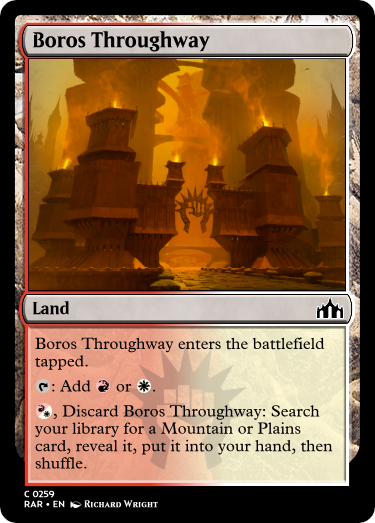 Boros Throughway
Land
Boros Throughway enters the battlefield
tapped.
: Add or .
, Discard Boros Throughway: Search
your library for a Mountain or Plains
card, reveal it, put it into your hand, then
shuffle.
C 0259
RAR • EN Richard Wright